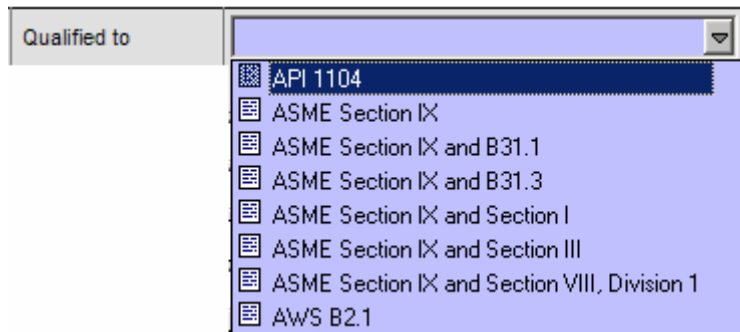 Qualified to
API 1104
ASME Section IX
ASME Section IX and B31.1
ASME Section IX and B31.3
ASME Section IX and Section I
ASME Section IX and Section III
ASME Section IX and Section VIII, Division 1
AWS B2.1